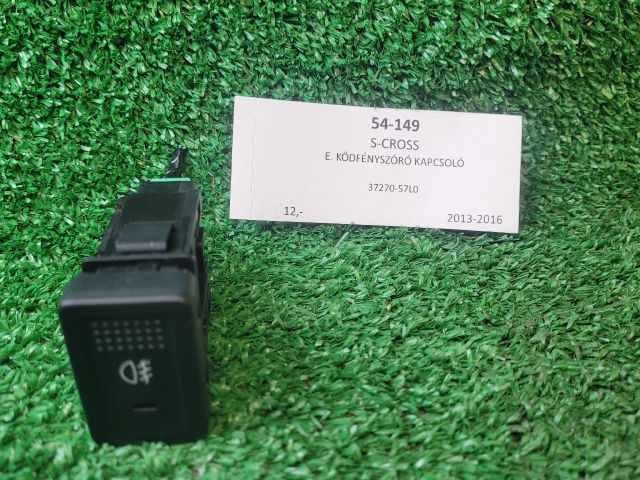 54-149
S-CROSS
E. KÖDFÉNYSZÓRÓ KAPCSOLÓ
37270-57L0
12,-
2013-2016